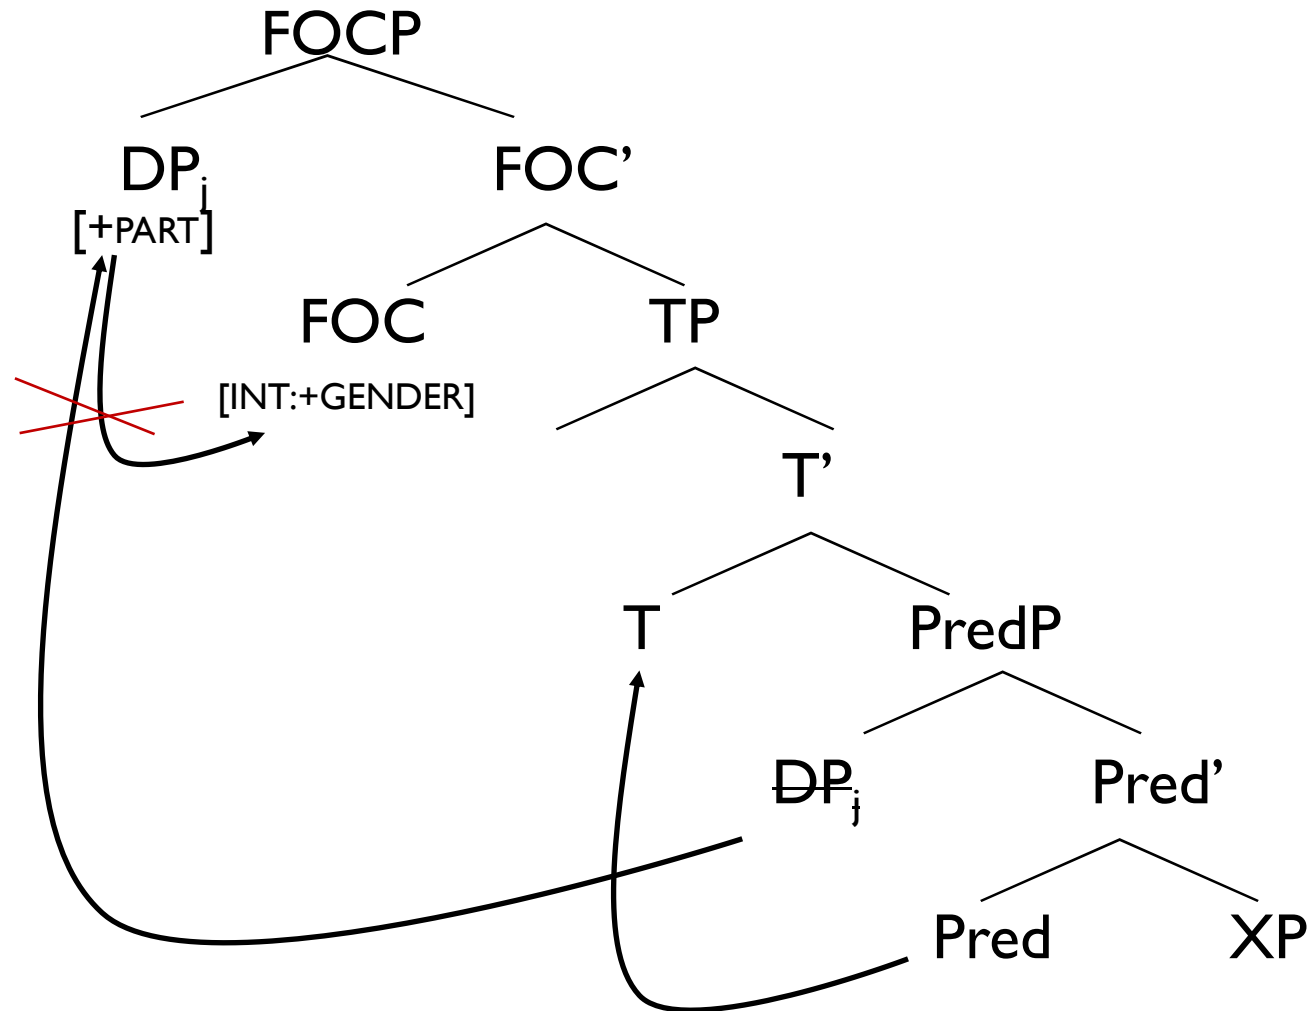 FOCP
DPj FOC’
[+PART]
FOC TP
[INT:+GENDER]
T’
T PredP
DPj Pred’
Pred XP